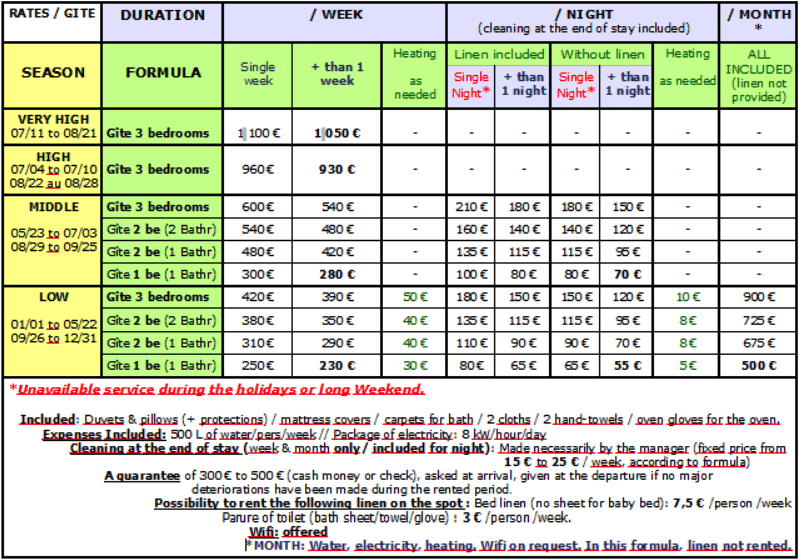 RATES / GITE DURATION / WEEK / NIGHT / MONTH
(cleaning at the end of stay included) *
SEASON FORMULA Single week + than 1 week Heating as needed Linen included Without linen Heating as needed ALL INCLUDED (linen not provided)
Single Night* + than 1 night Single Night* + than 1 night
VERY HIGH
07/11 to 08/21 Gîte 3 bedrooms 1 100 € 1 050 € - - - - - -
- -
HIGH
07/04 to 07/10
08/22 au 08/28 Gîte 3 bedrooms 960 € 930 € - - - - - - -
MIDDLE Gîte 3 bedrooms 600 € 540 € 210 € 180 € 180 € 150 € - -
05/23 to 07/03 Gîte 2 be (2 Bathr) 540 € 480 € 160 € 140 € 140 € 120 € - -
08/29 to 09/25 Gîte 2 be (1 Bathr) 480 € 420 € 135 € 115 € 115 € 95 € - -
Gîte 1 be (1 Bathr) 300 € 280 € 100 € 80 € 80 € 70 € - -
LOW Gîte 3 bedrooms 420 € 390 € 50 € 180 € 150 € 150 € 120 € 10 € 900 €
01/01 to 05/22 Gîte 2 be (2 Bathr) 380 € 350 € 40 € 135 € 115 € 115 € 95 € 8 € 725 €
09/26 to 12/31 Gîte 2 be (1 Bathr) 310 € 290 € 40 € 110 € 90 € 90 € 70 € 8 € 675 €
Gîte 1 be (1 Bathr) 250 € 230 € 30 € 80 € 65 € 65 € 55 € 5 € 500 €
*Unavailable service during the holidays or long Weekend.
Included: Duvets & pillows (+ protections) / mattress covers / carpets for bath / 2 cloths / 2 hand-towels / oven gloves for the oven.
Expenses Included: 500 L of water/pers/week // Package of electricity: 8 kW/hour/day
Cleaning at the end of stay (week & month only / included for night): Made necessarily by the manager (fixed price from
15 € to 25 € / week, according to formula)
A guarantee of 300 € to 500 € (cash money or check), asked at arrival, given at the departure if no major
deteriorations have been made during the rented period.
Possibility to rent the following linen on the spot : Bed linen (no sheet for baby bed): 7,5 € /person /week
Parure of toilet (bath sheet/towel/glove) : 3 € /person /week.
Wifi: offered
*MONTH: Water, electricity, heating, Wifi on request. In this formula, linen not rented.